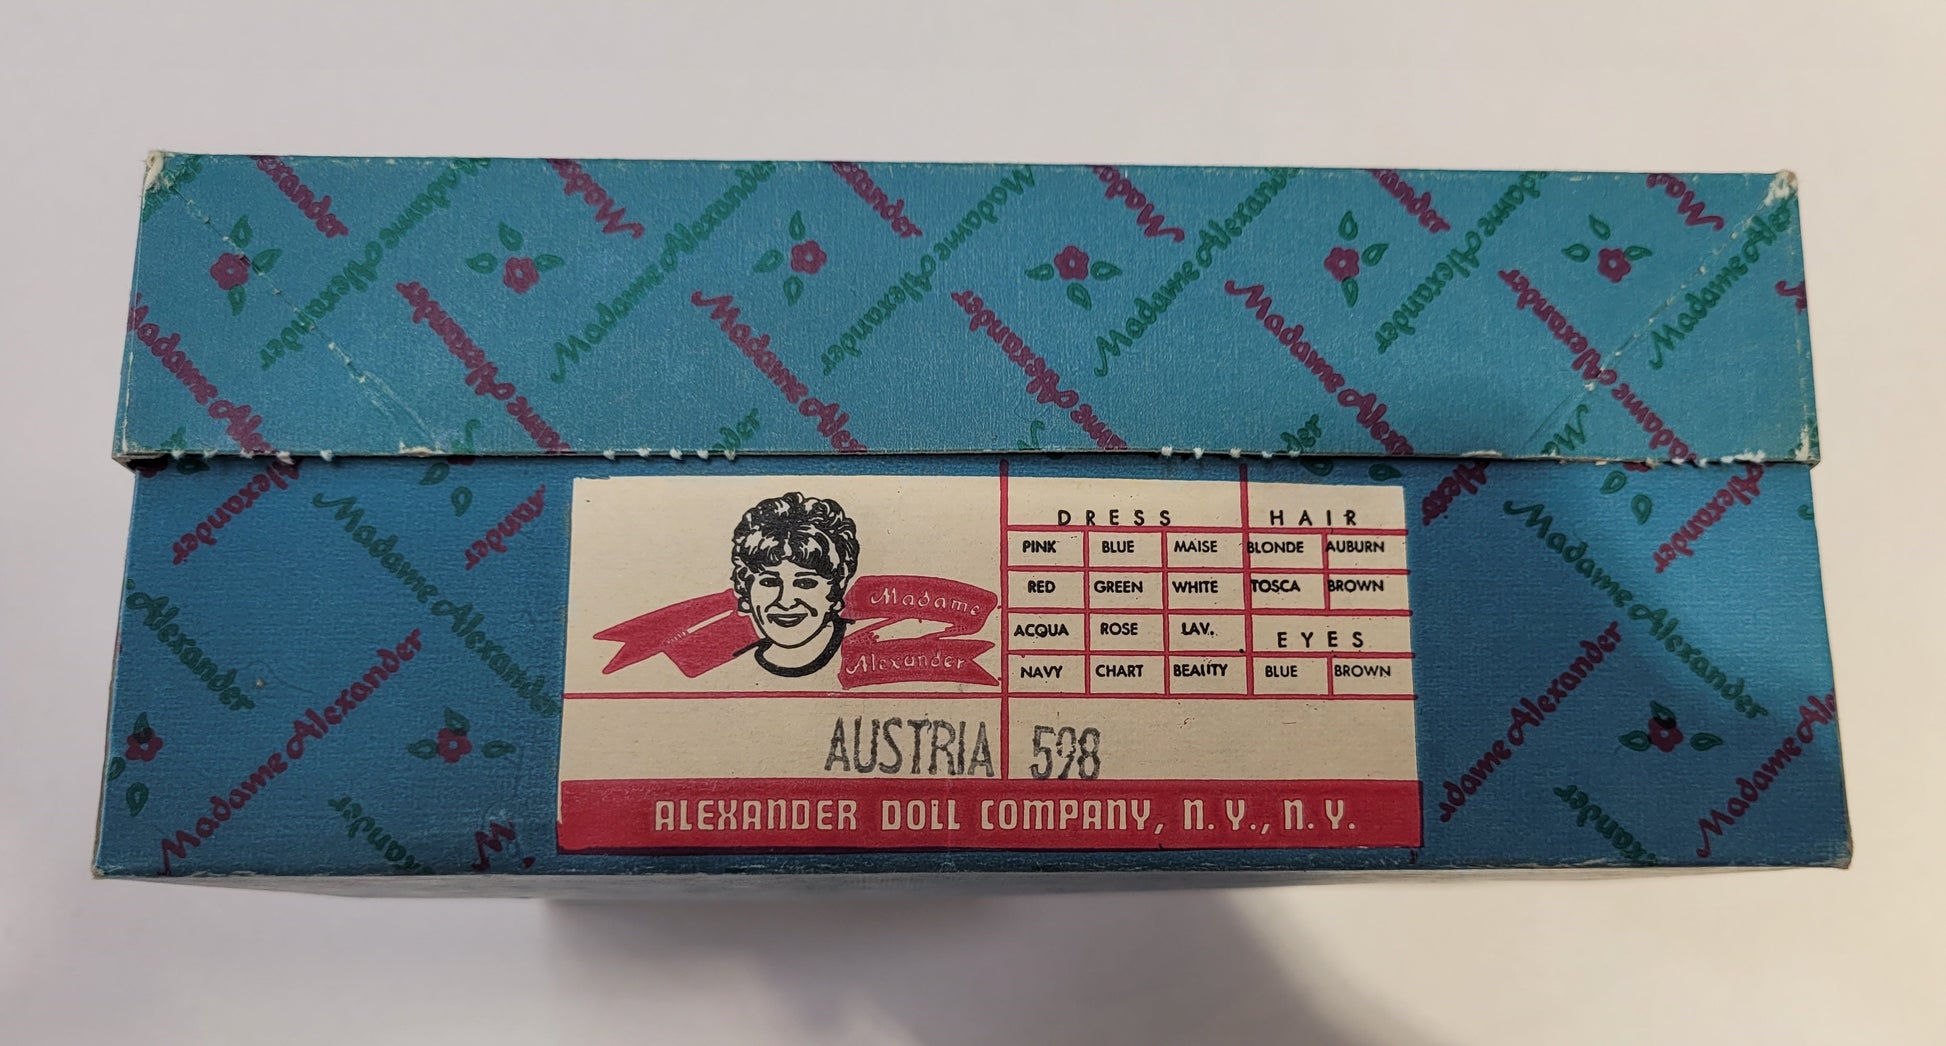 Madame Alexander
Madame
Alexander
DRESS HAIR
PINK BLUE MAISE BLONDE AUBURN
RED GREEN WHITE TOSCA BROWN
ACQUA ROSE LAV.
EYES
NAVY CHART BEAUTY BLUE BROWN
AUSTRIA 598
ALEXANDER DOLL COMPANY, N.Y., N.Y.